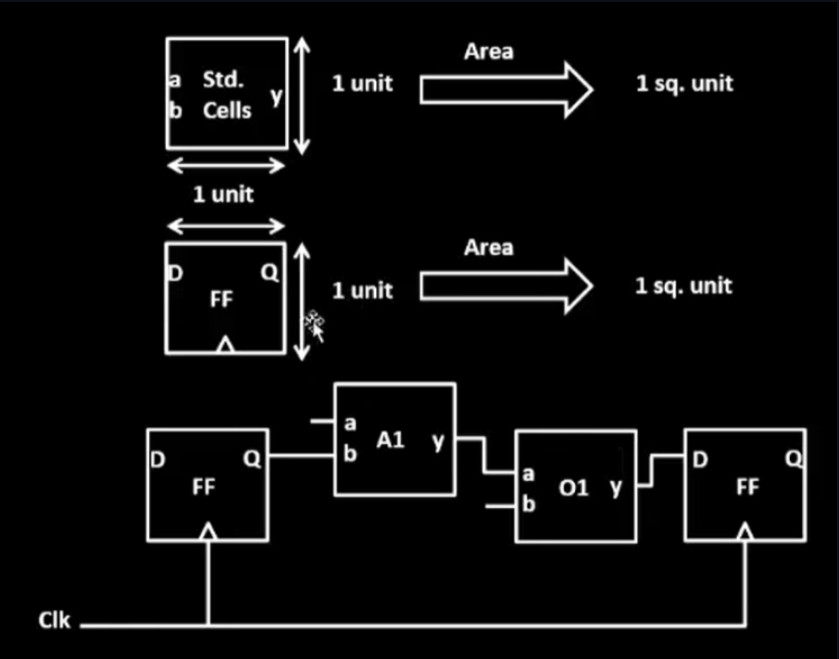 Area
a Std. y
b Cells
1 unit
1 sq. unit
1 unit
Area
D Q
FF
1 unit
1 sq. unit
a
b A1 y
D Q
FF
a
b O1 y
D Q
FF
Clk